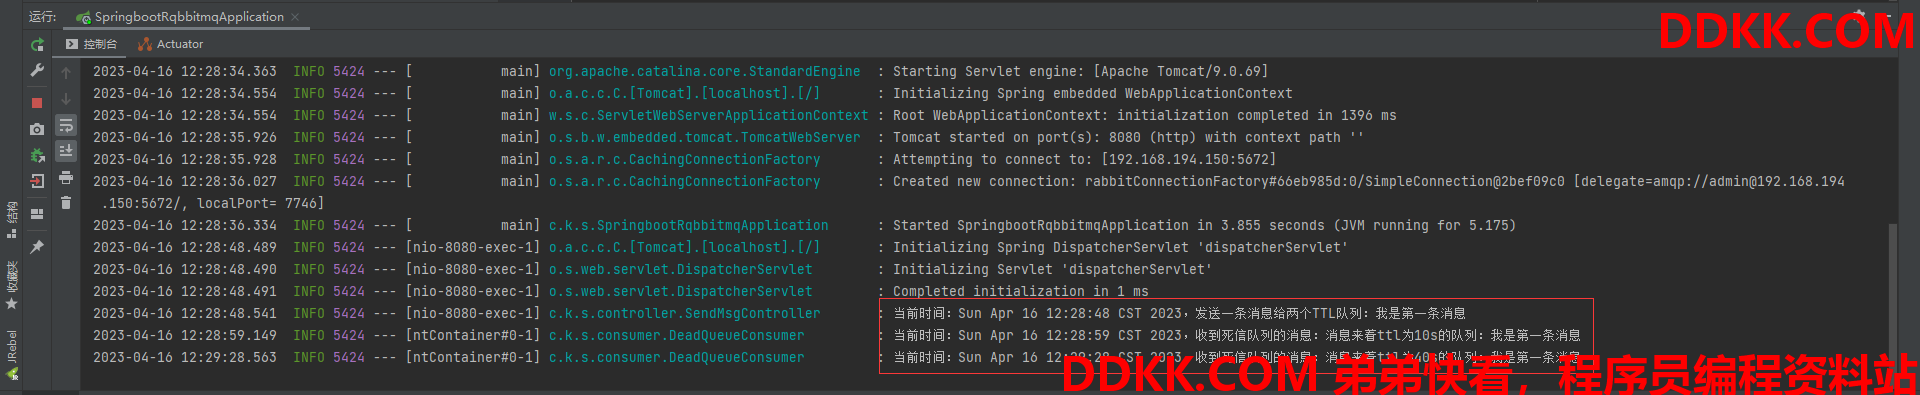 运行: SpringbootRqbbitmqApplication
DDKK.COM
控制台 Actuator
2023-04-16 12:28:34.363 INFO 5424 --- [ main] org.apache.catalina.core.StandardEngine : Starting Servlet engine: [Apache Tomcat/9.0.69]
2023-04-16 12:28:34.554 INFO 5424 --- [ main] o.a.c.c.C.[Tomcat].[localhost].[/] : Initializing Spring embedded WebApplicationContext
2023-04-16 12:28:34.554 INFO 5424 --- [ main] w.s.c.ServletWebServerApplicationContext : Root WebApplicationContext: initialization completed in 1396 ms
2023-04-16 12:28:35.926 INFO 5424 --- [ main] o.s.b.w.embedded.tomcat.TomcatWebServer : Tomcat started on port(s): 8080 (http) with context path ''
2023-04-16 12:28:35.928 INFO 5424 --- [ main] o.s.a.r.c.CachingConnectionFactory : Attempting to connect to: [192.168.194.150:5672]
2023-04-16 12:28:36.027 INFO 5424 --- [ main] o.s.a.r.c.CachingConnectionFactory : Created new connection: rabbitConnectionFactory#66eb985d:0/SimpleConnection@2bef09c0 [delegate=amqp://admin@192.168.194
.150:5672/, localPort= 7746]
2023-04-16 12:28:36.334 INFO 5424 --- [ main] c.k.s.SpringbootRqbbitmqApplication : Started SpringbootRqbbitmqApplication in 3.855 seconds (JVM running for 5.175)
2023-04-16 12:28:48.489 INFO 5424 --- [nio-8080-exec-1] o.a.c.c.C.[Tomcat].[localhost].[/] : Initializing Spring DispatcherServlet 'dispatcherServlet'
2023-04-16 12:28:48.490 INFO 5424 --- [nio-8080-exec-1] o.s.web.servlet.DispatcherServlet : Initializing Servlet 'dispatcherServlet'
2023-04-16 12:28:48.491 INFO 5424 --- [nio-8080-exec-1] o.s.web.servlet.DispatcherServlet : Completed initialization in 1 ms
2023-04-16 12:28:48.541 INFO 5424 --- [nio-8080-exec-1] c.k.s.controller.SendMsgController : 当前时间：Sun Apr 16 12:28:48 CST 2023，发送一条消息给两个TTL队列：我是第一条消息
2023-04-16 12:28:59.149 INFO 5424 --- [ntContainer#0-1] c.k.s.consumer.DeadQueueConsumer : 当前时间：Sun Apr 16 12:28:59 CST 2023，收到死信队列的消息：消息来着ttl为10s的队列：我是第一条消息
2023-04-16 12:29:28.563 INFO 5424 --- [ntContainer#0-1] c.k.s.consumer.DeadQueueConsumer : 当前时间：Sun Apr 16 12:29:28 CST 2023，收到死信队列的消息：消息来着ttl为40s的队列：我是第一条消息
DDKK.COM 弟弟快看，程序员编程资料站
结构
收藏夹
JRebel